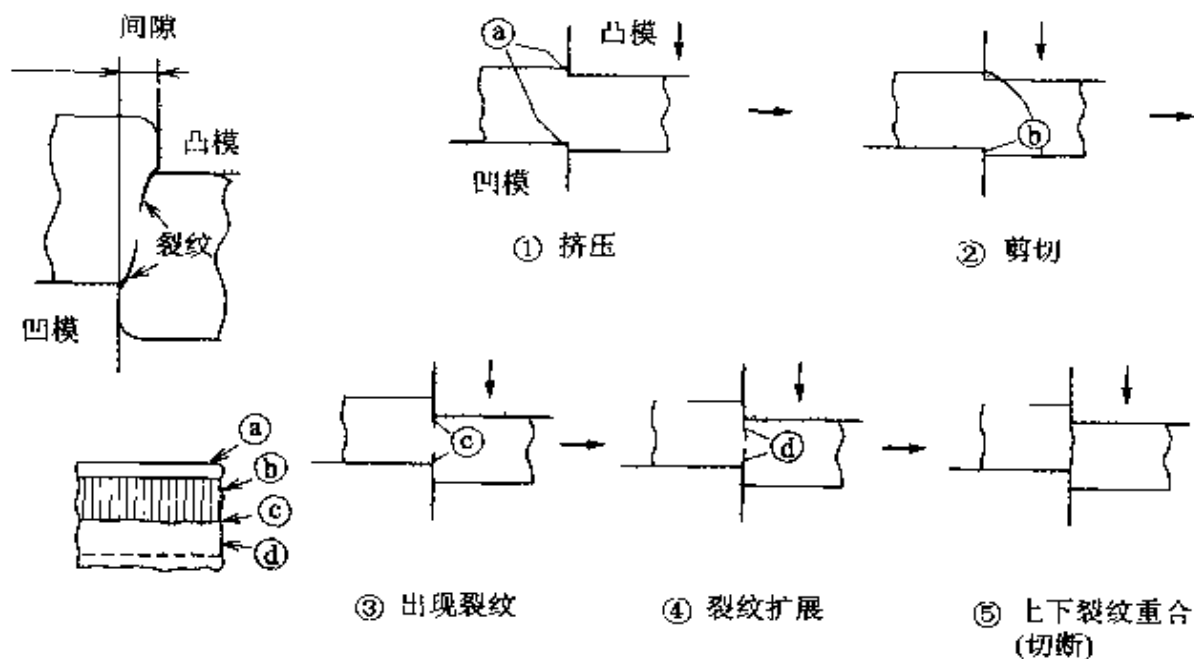 间隙
凸模
裂纹
凹模
ⓐ
凸模
凹模
① 挤压
ⓑ
② 剪切
ⓐ
ⓑ
ⓒ
ⓓ
ⓒ
③ 出现裂纹
ⓓ
④ 裂纹扩展
⑤ 上下裂纹重合
(切断)